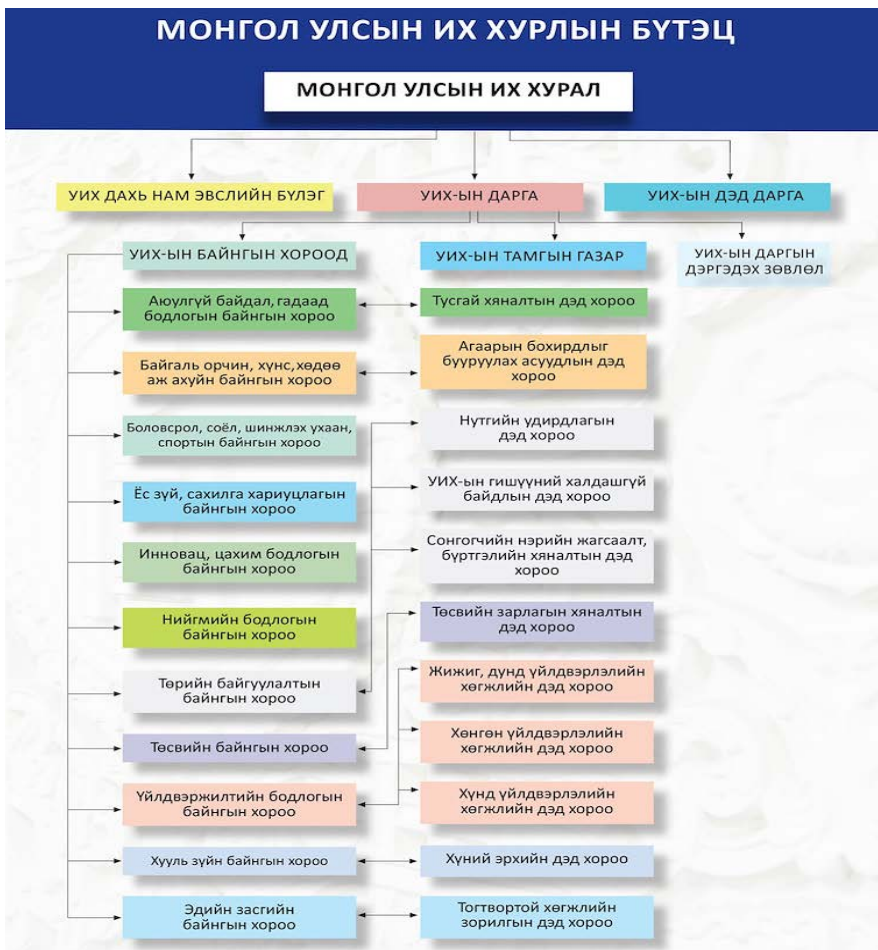 МОНГОЛ УЛСЫН ИХ ХУРЛЫН БҮТЭЦ
МОНГОЛ УЛСЫН ИХ ХУРАЛ
УИХ ДАХЬ НАМ ЭВСЛИЙН БҮЛЭГ
УИХ-ЫН ДАРГА
УИХ-ЫН ДЭД ДАРГА
УИХ-ЫН БАЙНГЫН ХОРООД
УИХ-ЫН ТАМГЫН ГАЗАР
УИХ-ЫН ДАРГЫН
ДЭРГЭДЭХ ЗӨВЛӨЛ
Аюулгүй байдал, гадаад
бодлогын байнгын хороо
Тусгай хяналтын дэд хороо
Байгаль орчин, хүнс, хөдөө
аж ахуйн байнгын хороо
Агаарын бохирдлыг
бууруулах асуудлын дэд
хороо
Боловсрол, соёл, шинжлэх ухаан,
спортын байнгын хороо
Нутгийн удирдлагын
дэд хороо
Ёс зүй, сахилга хариуцлагын
байнгын хороо
УИХ-ын гишүүний халдашгүй
байдлын дэд хороо
Инновац, цахим бодлогын
байнгын хороо
Сонгогчийн нэрийн жагсаалт,
бүртгэлийн хяналтын дэд
хороо
Нийгмийн бодлогын
байнгын хороо
Төсвийн зарлагын хяналтын
дэд хороо
Төрийн байгуулалтын
байнгын хороо
Жижиг, дунд үйлдвэрлэлийн
хөгжлийн дэд хороо
Төсвийн байнгын хороо
Хөнгөн үйлдвэрлэлийн
хөгжлийн дэд хороо
Үйлдвэржилтийн бодлогын
байнгын хороо
Хүнд үйлдвэрлэлийн
хөгжлийн дэд хороо
Хууль зүйн байнгын хороо
Хүний эрхийн дэд хороо
Эдийн засгийн
байнгын хороо
Тогтвортой хөгжлийн
зорилгын дэд хороо